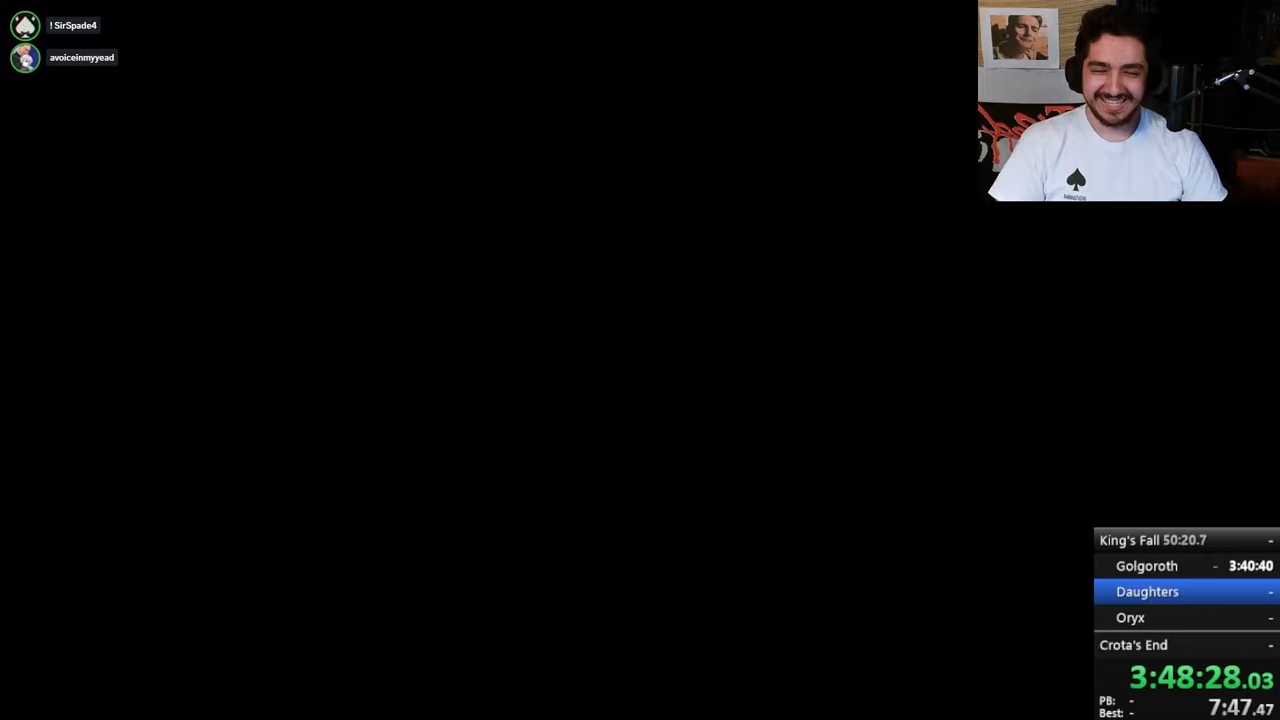 ! SirSpade4
avoiceinmyyead
King's Fall 50:20.7 -
Golgoroth - 3:40:40
Daughters -
Oryx -
Crota's End -
3:48:28.03
PB: -
Best: -
7:47.47